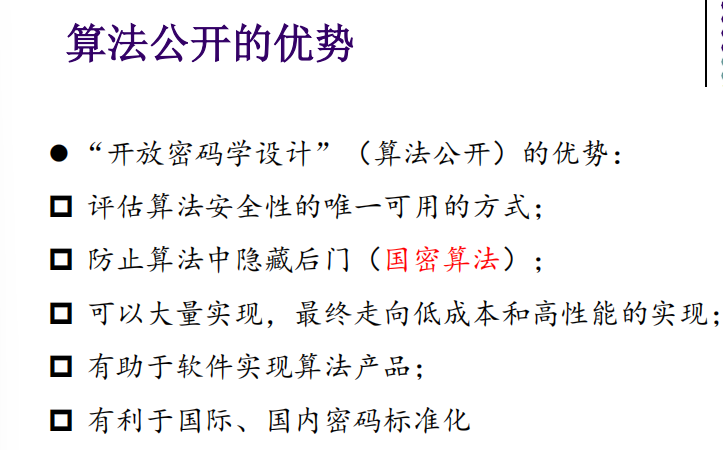 算法公开的优势
“开放密码学设计”（算法公开）的优势：
评估算法安全性的唯一可用的方式；
防止算法中隐藏后门（国密算法）；
可以大量实现，最终走向低成本和高性能的实现；
有助于软件实现算法产品；
有利于国际、国内密码标准化